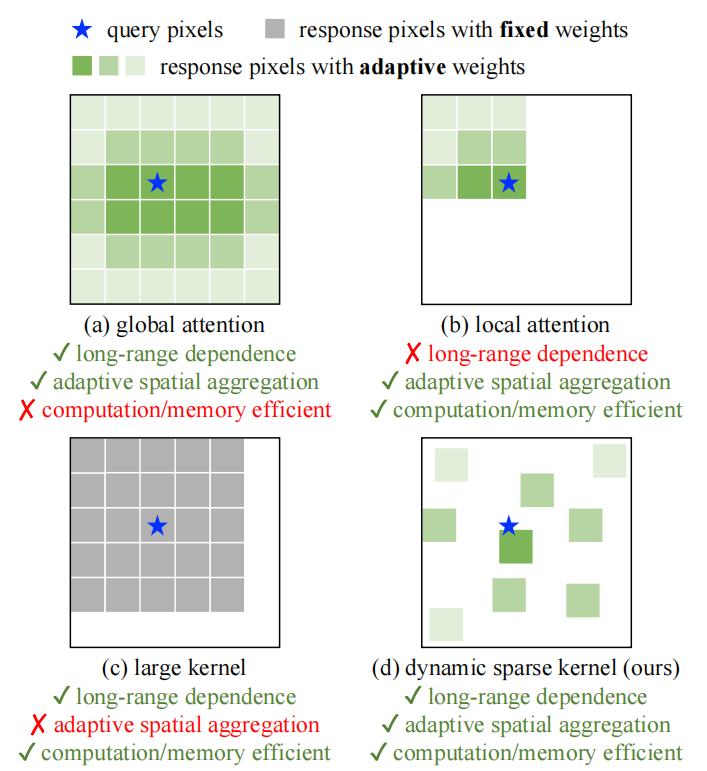 query pixels
response pixels with fixed weights
response pixels with adaptive weights
(a) global attention
✓ long-range dependence
✓ adaptive spatial aggregation
✗ computation/memory efficient
(b) local attention
✗ long-range dependence
✓ adaptive spatial aggregation
✓ computation/memory efficient
(c) large kernel
✓ long-range dependence
✗ adaptive spatial aggregation
✓ computation/memory efficient
(d) dynamic sparse kernel (ours)
✓ long-range dependence
✓ adaptive spatial aggregation
✓ computation/memory efficient